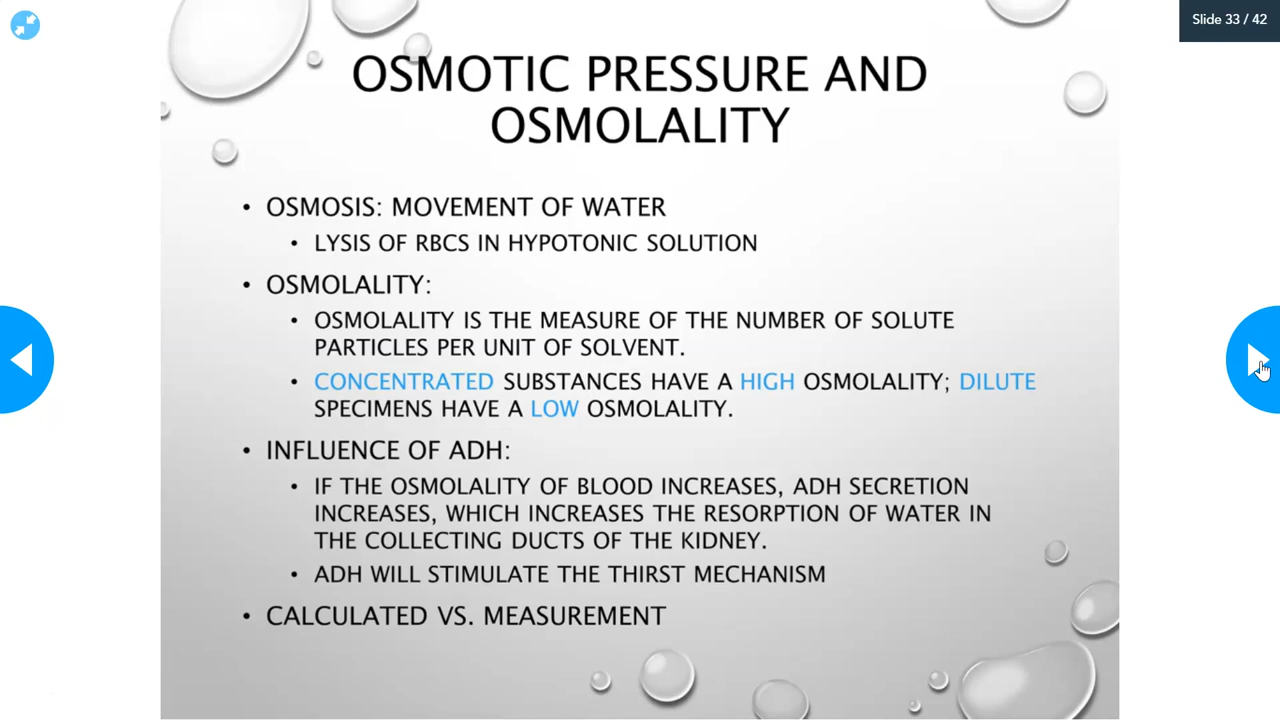 Slide 33 / 42
OSMOTIC PRESSURE AND
OSMOLALITY
• OSMOSIS: MOVEMENT OF WATER
• LYSIS OF RBCS IN HYPOTONIC SOLUTION
• OSMOLALITY:
• OSMOLALITY IS THE MEASURE OF THE NUMBER OF SOLUTE
PARTICLES PER UNIT OF SOLVENT.
• CONCENTRATED SUBSTANCES HAVE A HIGH OSMOLALITY; DILUTE
SPECIMENS HAVE A LOW OSMOLALITY.
• INFLUENCE OF ADH:
• IF THE OSMOLALITY OF BLOOD INCREASES, ADH SECRETION
INCREASES, WHICH INCREASES THE RESORPTION OF WATER IN
THE COLLECTING DUCTS OF THE KIDNEY.
• ADH WILL STIMULATE THE THIRST MECHANISM
• CALCULATED VS. MEASUREMENT